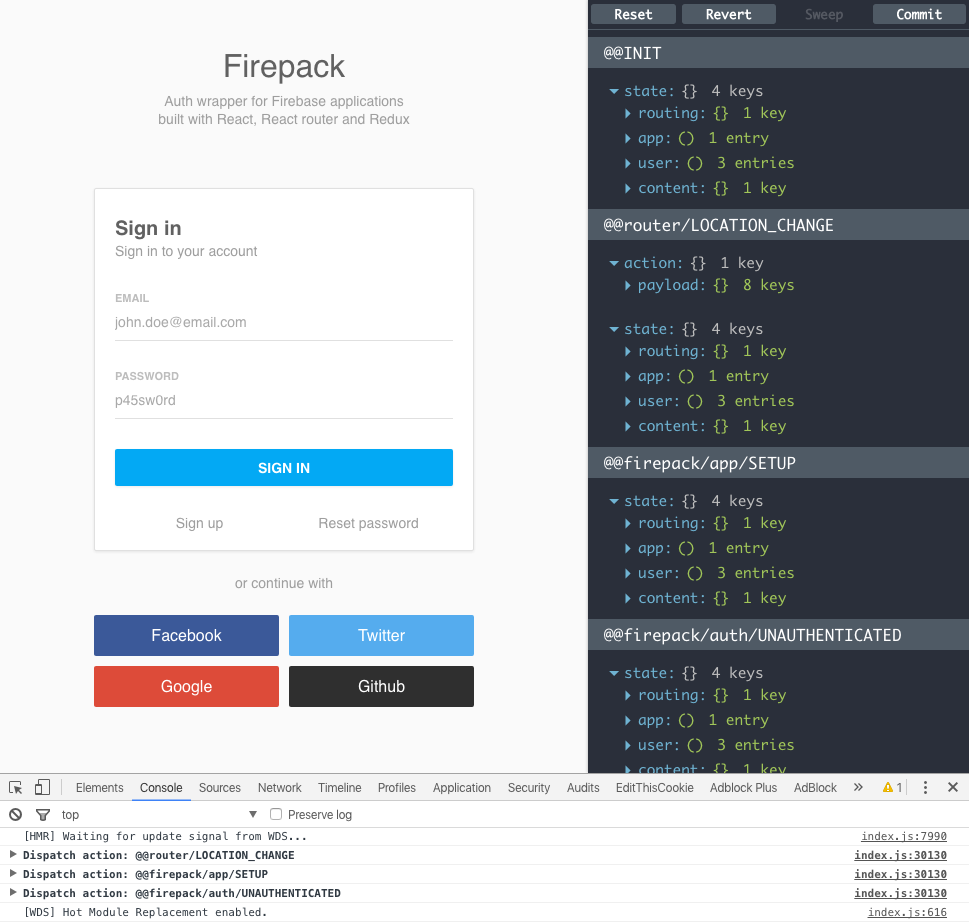 Firepack
Auth wrapper for Firebase applications
built with React, React router and Redux
Sign in
Sign in to your account
EMAIL
john.doe@email.com
PASSWORD
p45sw0rd
SIGN IN
Sign up Reset password
or continue with
Facebook Twitter
Google Github
Reset Revert Sweep Commit
@@INIT
state: {} 4 keys
routing: {} 1 key
app: () 1 entry
user: () 3 entries
content: {} 1 key
@@router/LOCATION_CHANGE
action: {} 1 key
payload: {} 8 keys
state: {} 4 keys
routing: {} 1 key
app: () 1 entry
user: () 3 entries
content: {} 1 key
@@firepack/app/SETUP
state: {} 4 keys
routing: {} 1 key
app: () 1 entry
user: () 3 entries
content: {} 1 key
@@firepack/auth/UNAUTHENTICATED
state: {} 4 keys
routing: {} 1 key
app: () 1 entry
user: () 3 entries
content: {} 1 key
Elements Console Sources Network Timeline Profiles Application Security Audits EditThisCookie Adblock Plus AdBlock » 1
top Preserve log
[HMR] Waiting for update signal from WDS... index.js:7990
Dispatch action: @@router/LOCATION_CHANGE index.js:30130
Dispatch action: @@firepack/app/SETUP index.js:30130
Dispatch action: @@firepack/auth/UNAUTHENTICATED index.js:30130
[WDS] Hot Module Replacement enabled. index.js:616